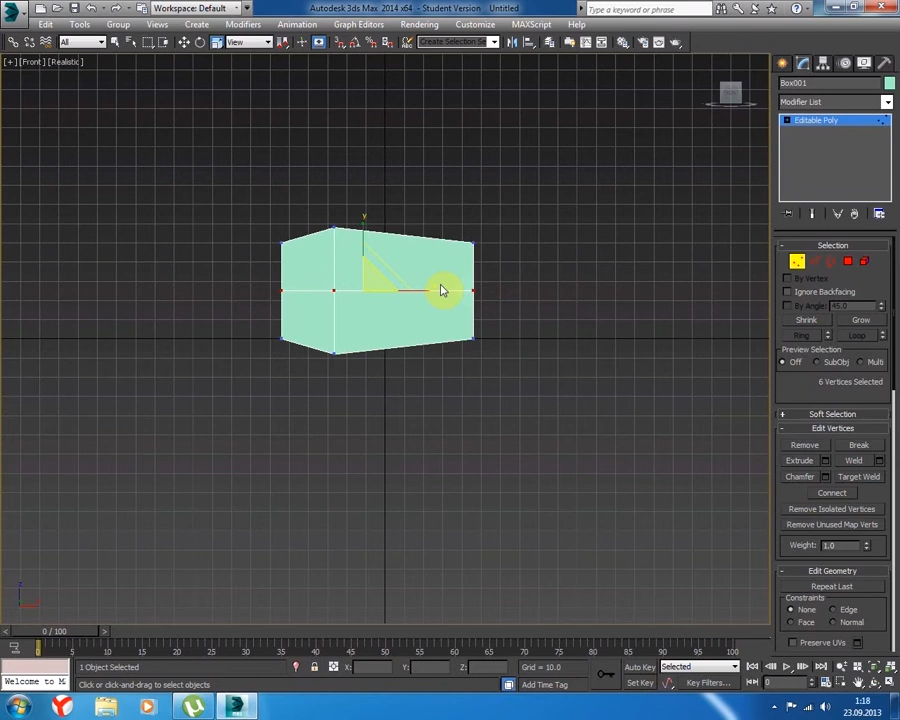 Workspace: Default
Autodesk 3ds Max 2014 x64 - Student Version   Untitled
Type a keyword or phrase
Edit Tools Group Views Create Modifiers Animation Graph Editors Rendering Customize MAXScript Help
All View Create Selection Se
[+] [Front] [Realistic]
Box001
Modifier List
Editable Poly
y
Selection
By Vertex
Ignore Backfacing
By Angle: 45.0
Shrink Grow
Ring Loop
Preview Selection
Off SubObj Multi
6 Vertices Selected
Soft Selection
Edit Vertices
Remove Break
Extrude Weld
Chamfer Target Weld
Connect
Remove Isolated Vertices
Remove Unused Map Verts
Weight: 1.0
Edit Geometry
Repeat Last
Constraints
None Edge
Face Normal
Preserve UVs
z
0 / 100
0 5 10 15 20 25 30 35 40 45 50 55 60 65 70 75 80 85 90 95 100
1 Object Selected X: Y: Z: Grid = 10.0 Auto Key Selected
Welcome to M Click or click-and-drag to select objects Add Time Tag Set Key Key Filters... 0
1:18
23.09.2013